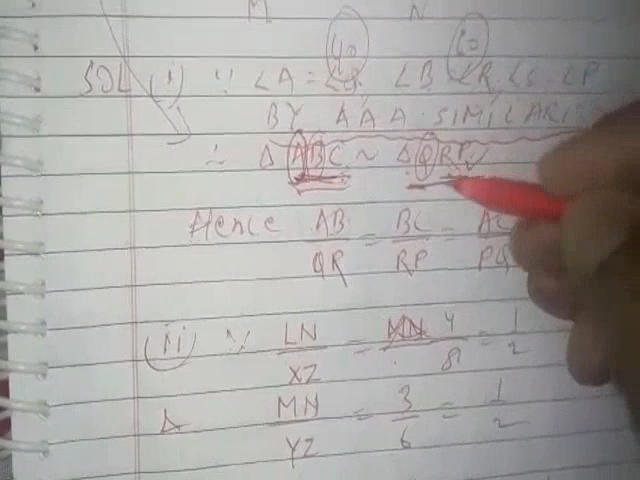 M N
40 60
SOL (i) ∵ ∠A = ∠Q, ∠B ∠R, ∠C ∠P
BY AAA SIMILARI
∴ Δ ABC ~ Δ QRP
Hence AB/QR = BC/RP = AC/PQ
(ii) ∵ LN/XZ = 4/8 = 1/2
MN/YZ = 3/6 = 1/2